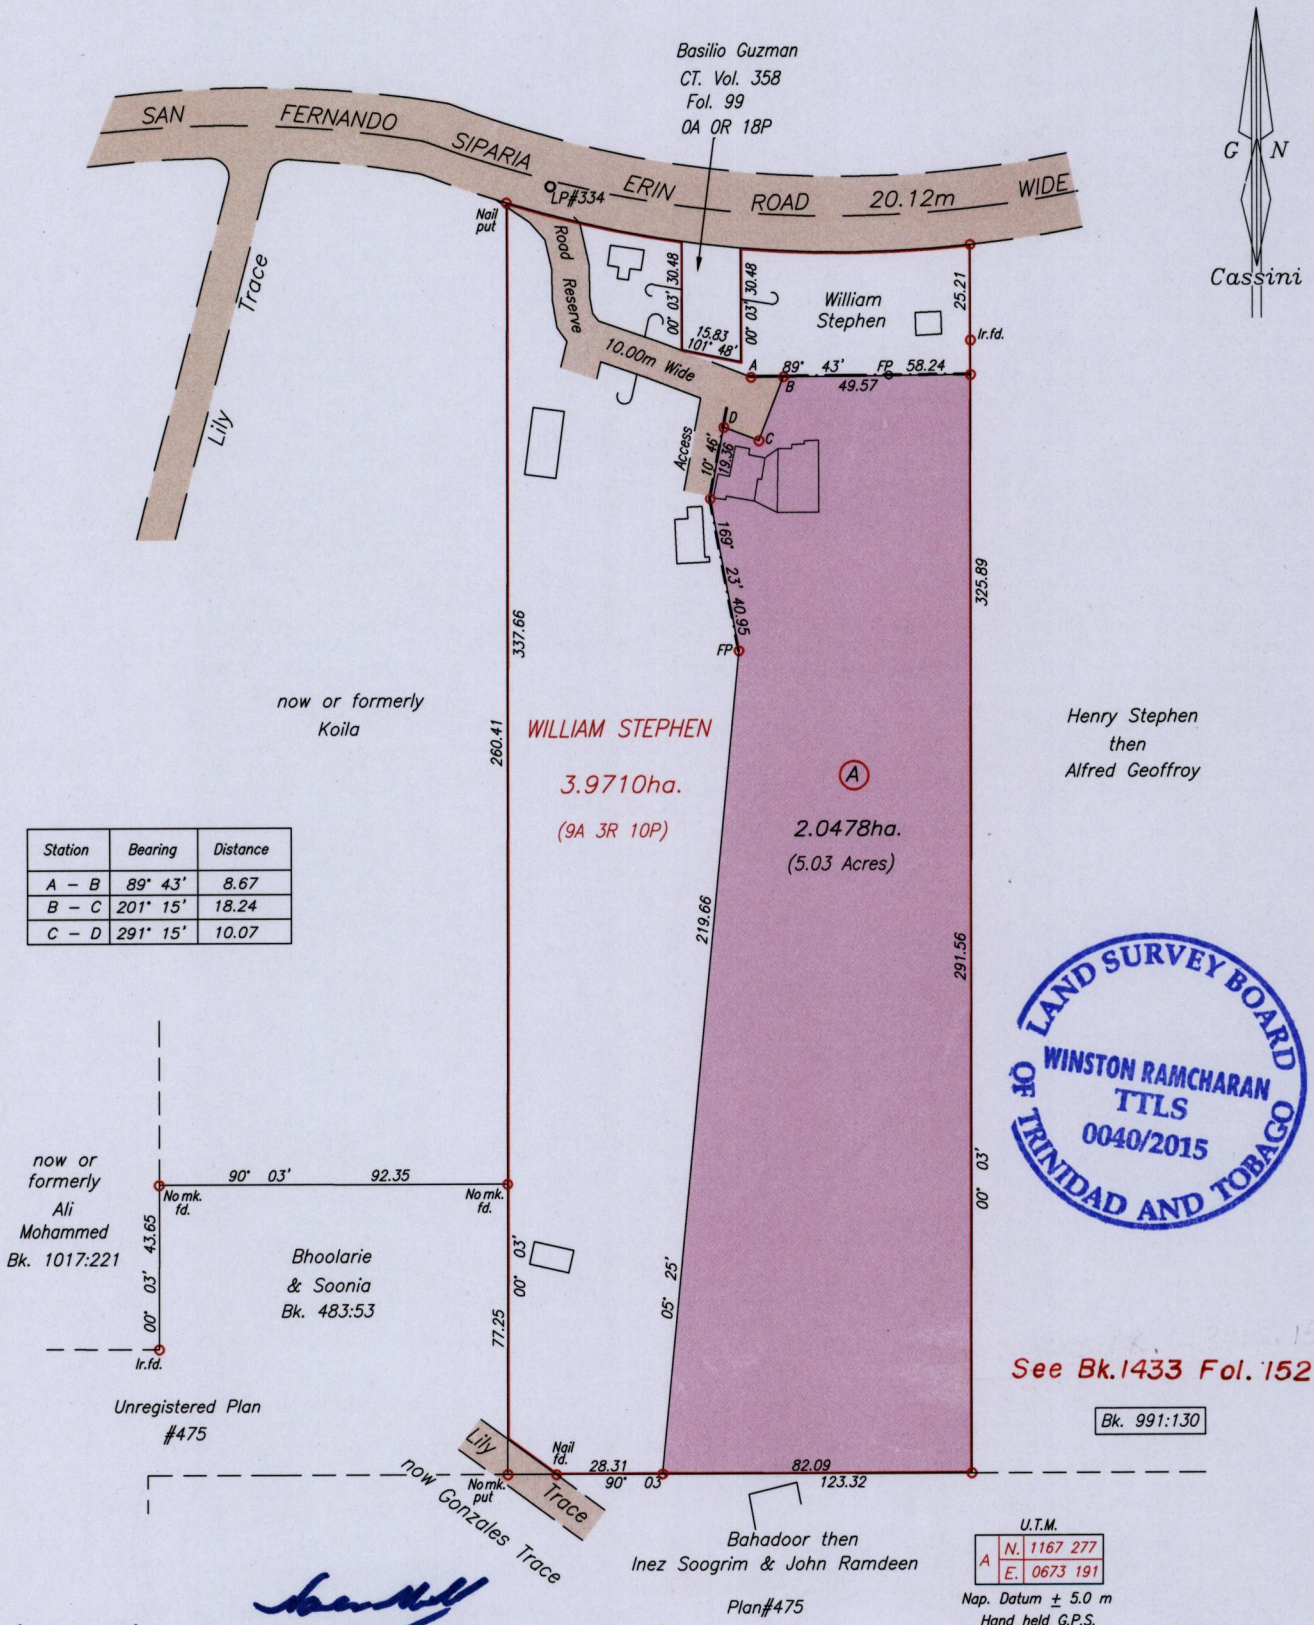 Basilio Guzman
CT. Vol. 358
Fol. 99
0A 0R 18P
G N
Cassini
SAN FERNANDO SIPARIA ERIN ROAD 20.12m WIDE
LP#334
Nail
put
Road Reserve
10.00m Wide
Lily Trace
00° 03' 30.48
15.83
101° 48'
00° 03' 30.48
William
Stephen
25.21
Ir.fd.
A
89° 43' FP 58.24
B
49.57
D
C
Access
10° 46'
19.36
169° 23' 40.95
FP
325.89
337.66
260.41
now or formerly
Koila
WILLIAM STEPHEN
3.9710ha.
(9A 3R 10P)
A
2.0478ha.
(5.03 Acres)
Henry Stephen
then
Alfred Geoffroy
Station Bearing Distance
A - B 89° 43' 8.67
B - C 201° 15' 18.24
C - D 291° 15' 10.07
219.66
05° 25'
291.56
00° 03'
LAND SURVEY BOARD
WINSTON RAMCHARAN
TTLS
0040/2015
OF TRINIDAD AND TOBAGO
now or
formerly
Ali
Mohammed
Bk. 1017:221
90° 03' 92.35
No mk.
fd.
No mk.
fd.
00° 03' 43.65
Ir.fd.
Bhoolarie
& Soonia
Bk. 483:53
00° 03'
77.25
Unregistered Plan
#475
See Bk.1433 Fol. 152
Bk. 991:130
Lily Trace
now Gonzales Trace
Nail
fd.
No mk.
put
28.31
90° 03
82.09
123.32
Bahadoor then
Inez Soogrim & John Ramdeen
Plan#475
U.T.M.
A N. 1167 277
E. 0673 191
Nap. Datum ± 5.0 m
Hand held G.P.S.